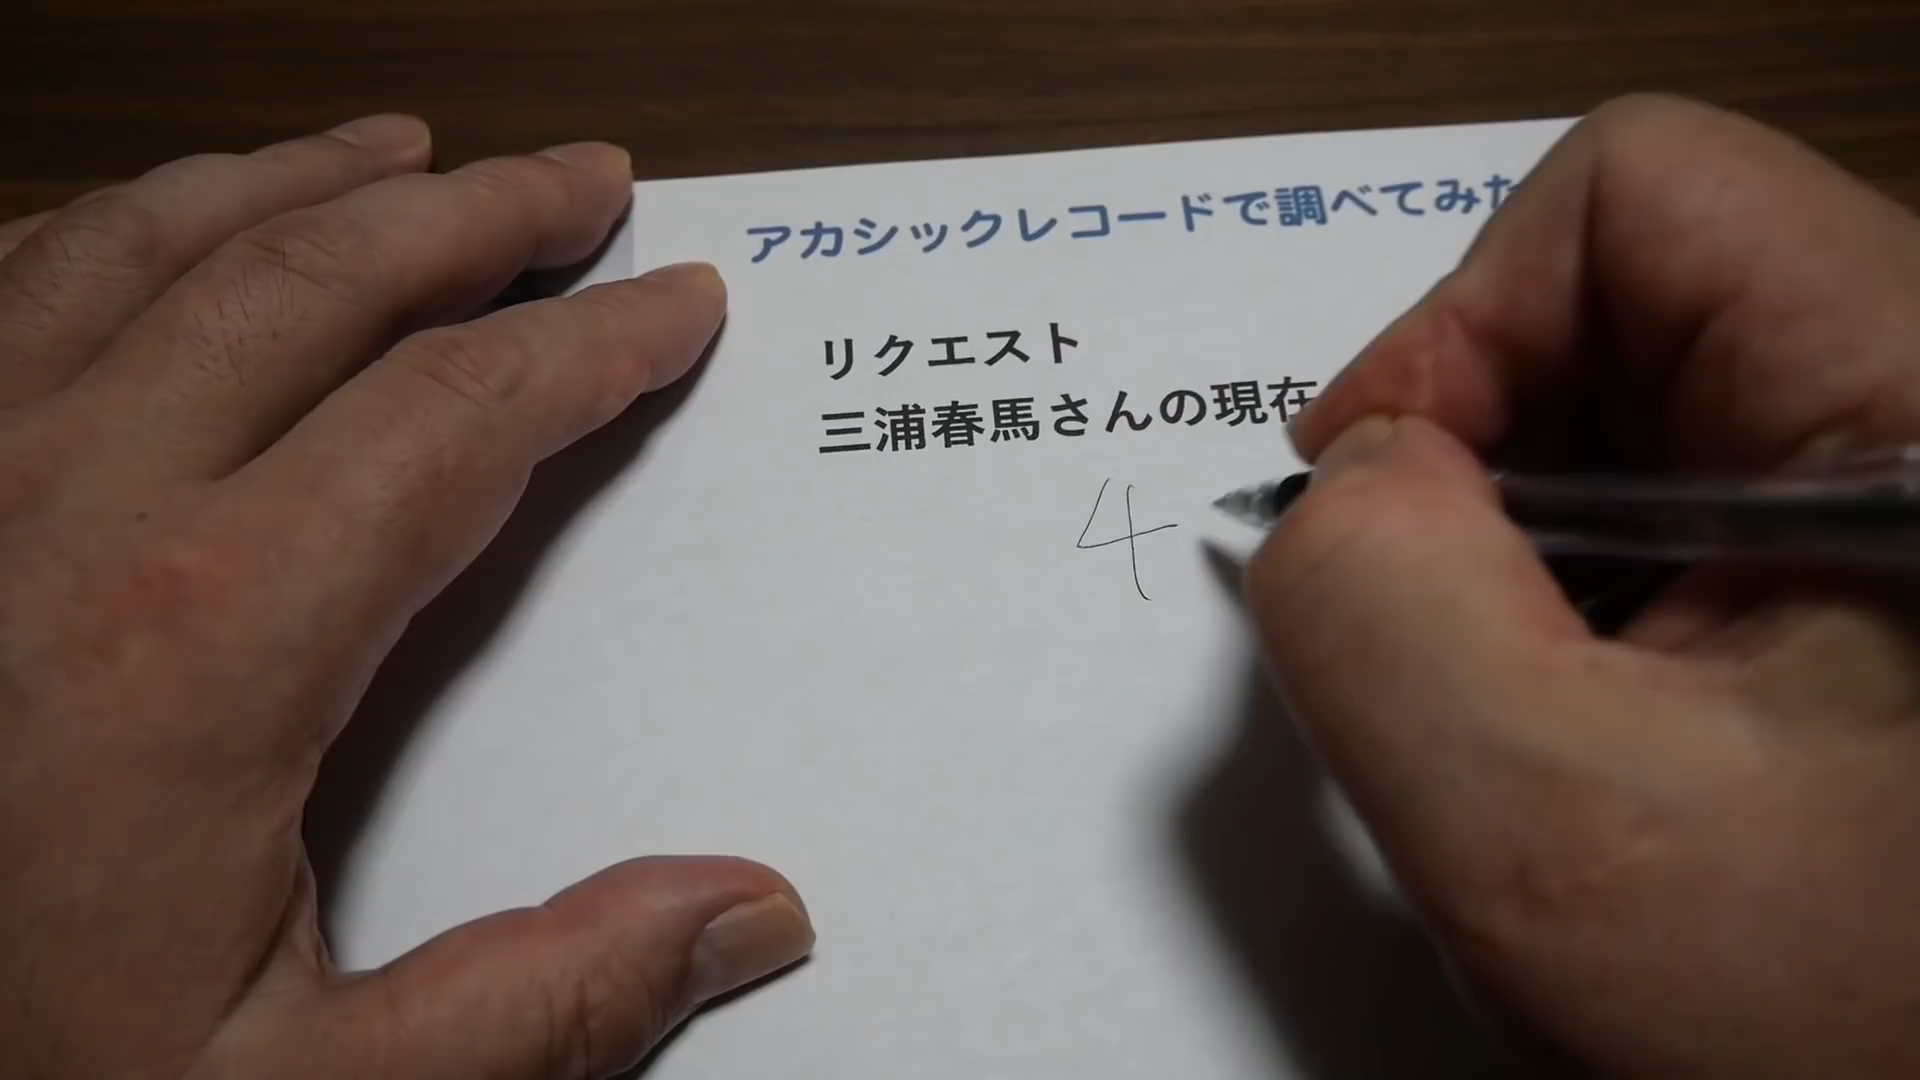 アカシックレコードで調べてみた
リクエスト
三浦春馬さんの現在
4